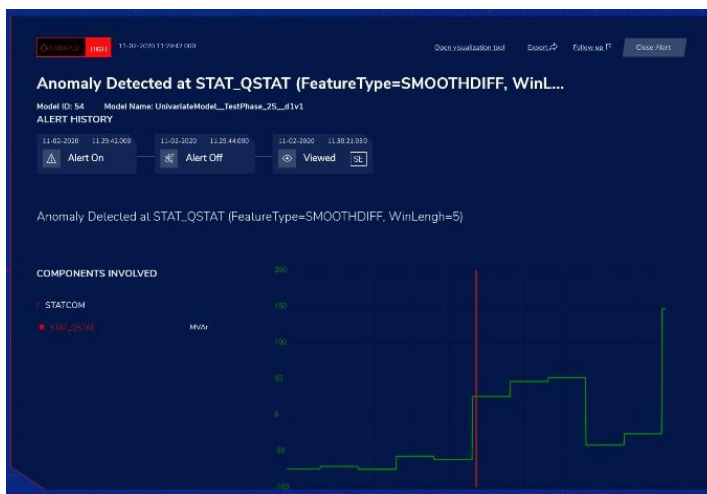 HIGH 11-02-2020 11:29:42.000
Open visualization tool Export Follow up Close Alert
Anomaly Detected at STAT_QSTAT (FeatureType=SMOOTHDIFF, WinL...
Model ID: 54 Model Name: UnivariateModel__TestPhase_2S__d1v1
ALERT HISTORY
11-02-2020 11.29.42.000 11-02-2020 11.29.44.000 11-02-2020 11.30.21.050
Alert On Alert Off Viewed SE
Anomaly Detected at STAT_QSTAT (FeatureType=SMOOTHDIFF, WinLengh=5)
COMPONENTS INVOLVED
/ STATCOM
STAT_QSTAT MVAr
200
150
100
50
0
-50
-100